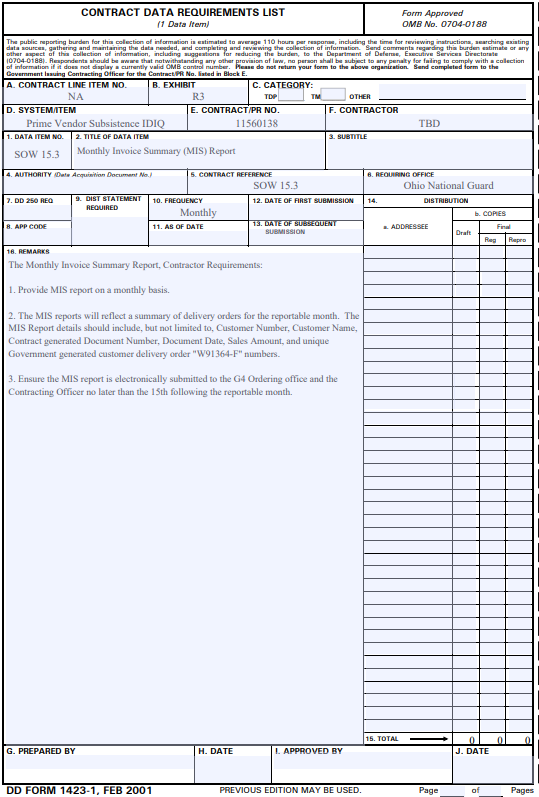 CONTRACT DATA REQUIREMENTS LIST
(1 Data Item)
Form Approved
OMB No. 0704-0188
The public reporting burden for this collection of information is estimated to average 110 hours per response, including the time for reviewing instructions, searching existing
data sources, gathering and maintaining the data needed, and completing and reviewing the collection of information. Send comments regarding this burden estimate or any
other aspect of this collection of information, including suggestions for reducing the burden, to the Department of Defense, Executive Services Directorate
(0704-0188). Respondents should be aware that notwithstanding any other provision of law, no person shall be subject to any penalty for failing to comply with a collection
of information if it does not display a currently valid OMB control number. Please do not return your form to the above organization. Send completed form to the
Government Issuing Contracting Officer for the Contract/PR No. listed in Block E.
A. CONTRACT LINE ITEM NO.
NA
B. EXHIBIT
R3
C. CATEGORY:
TDP TM OTHER
D. SYSTEM/ITEM
Prime Vendor Subsistence IDIQ
E. CONTRACT/PR NO.
11560138
F. CONTRACTOR
TBD
1. DATA ITEM NO.
SOW 15.3
2. TITLE OF DATA ITEM
Monthly Invoice Summary (MIS) Report
3. SUBTITLE
4. AUTHORITY (Data Acquisition Document No.)
5. CONTRACT REFERENCE
SOW 15.3
6. REQUIRING OFFICE
Ohio National Guard
7. DD 250 REQ
9. DIST STATEMENT
REQUIRED
10. FREQUENCY
Monthly
12. DATE OF FIRST SUBMISSION
14. DISTRIBUTION
8. APP CODE
11. AS OF DATE
13. DATE OF SUBSEQUENT
SUBMISSION
a. ADDRESSEE
b. COPIES
Draft
Final
Reg
Repro
16. REMARKS
The Monthly Invoice Summary Report, Contractor Requirements:
1. Provide MIS report on a monthly basis.
2. The MIS reports will reflect a summary of delivery orders for the reportable month. The
MIS Report details should include, but not limited to, Customer Number, Customer Name,
Contract generated Document Number, Document Date, Sales Amount, and unique
Government generated customer delivery order "W91364-F" numbers.
3. Ensure the MIS report is electronically submitted to the G4 Ordering office and the
Contracting Officer no later than the 15th following the reportable month.
15. TOTAL 0 0 0
G. PREPARED BY
H. DATE
I. APPROVED BY
J. DATE
DD FORM 1423-1, FEB 2001
PREVIOUS EDITION MAY BE USED.
Page of Pages